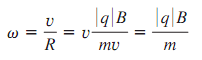 ω = v/R = v |q|B/mv = |q|B/m